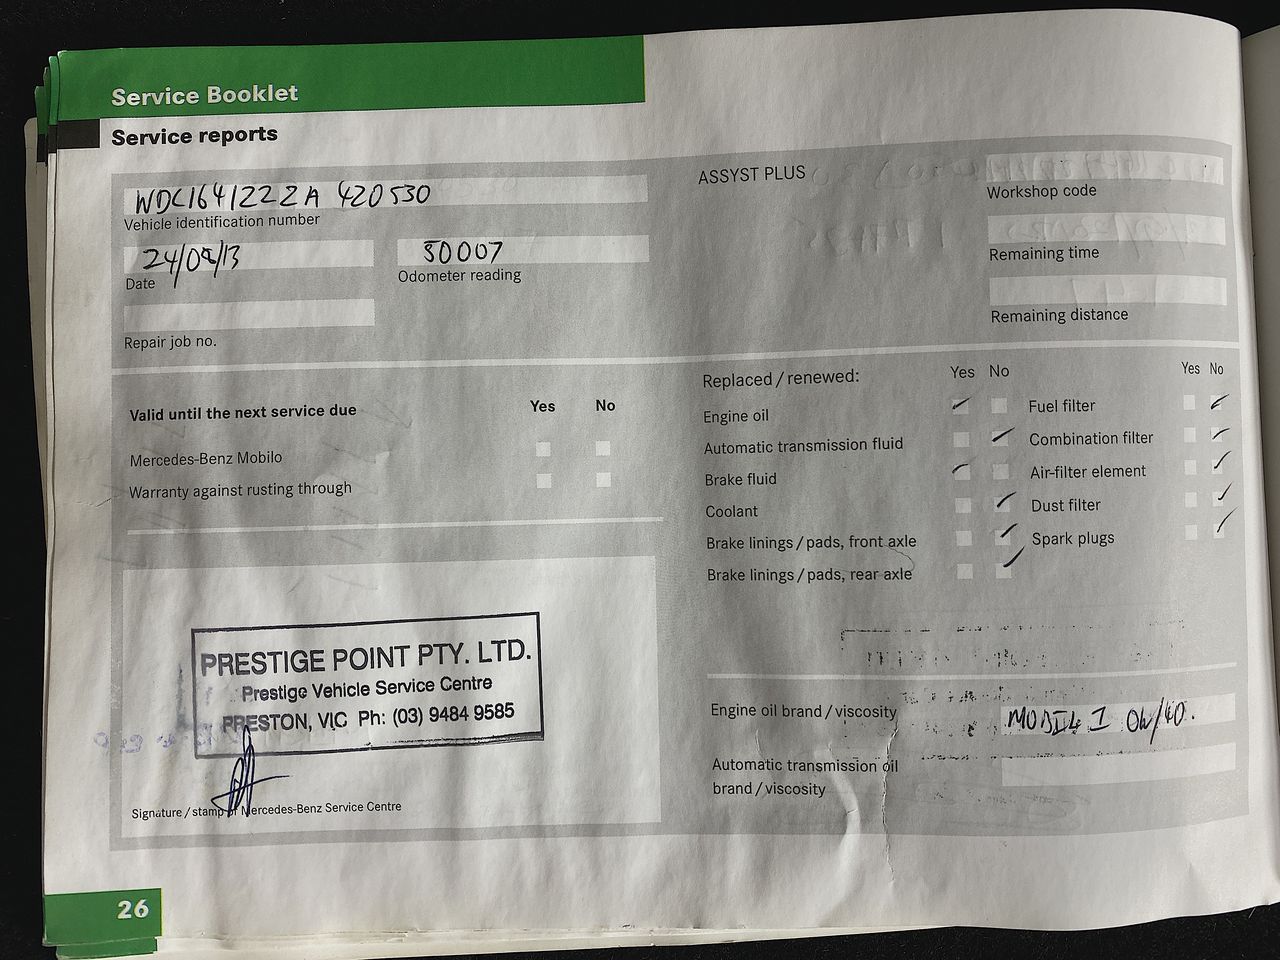 Service Booklet
Service reports
WDC1641222A 420530
Vehicle identification number
24/09/13
Date
50007
Odometer reading
Repair job no.
ASSYST PLUS
Workshop code
Remaining time
Remaining distance
Valid until the next service due Yes No
Mercedes-Benz Mobilo
Warranty against rusting through
Replaced / renewed: Yes No
Engine oil
Automatic transmission fluid
Brake fluid
Coolant
Brake linings / pads, front axle
Brake linings / pads, rear axle
Yes No
Fuel filter
Combination filter
Air-filter element
Dust filter
Spark plugs
PRESTIGE POINT PTY. LTD.
Prestige Vehicle Service Centre
PRESTON, VIC Ph: (03) 9484 9585
Signature / stamp of Mercedes-Benz Service Centre
Engine oil brand / viscosity
MOBIL 1 0W/40.
Automatic transmission oil
brand / viscosity
26